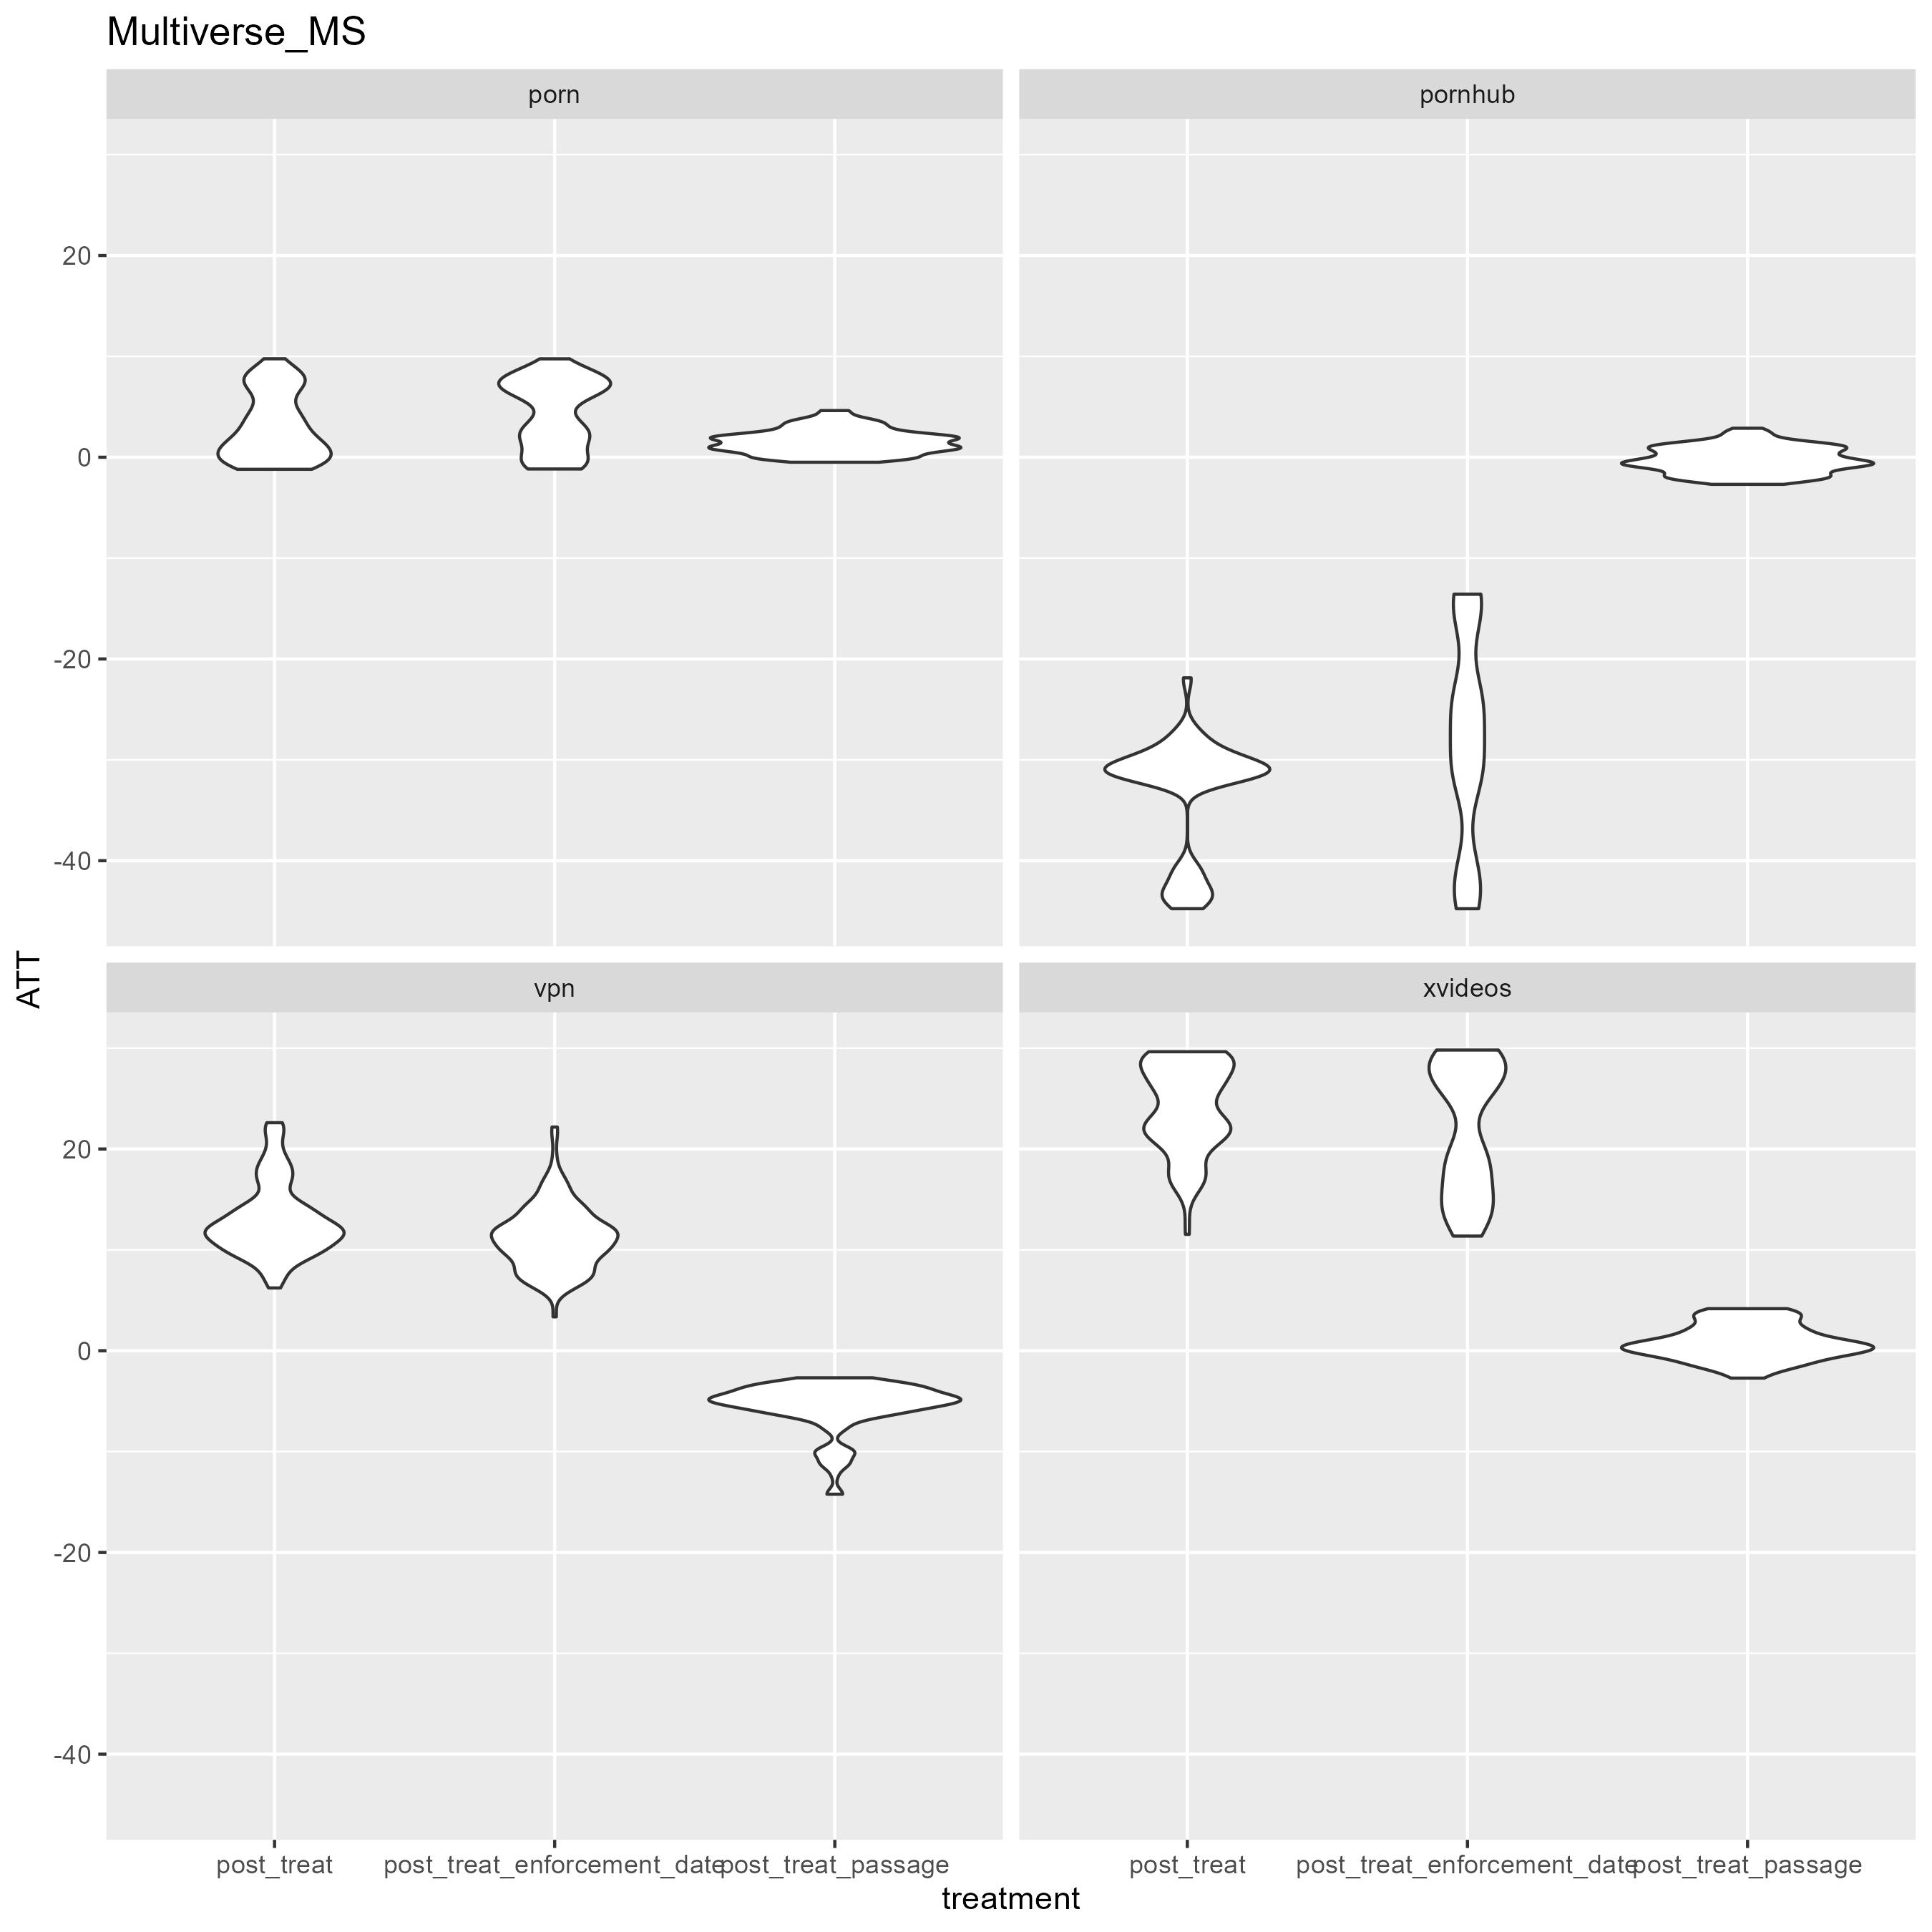 Multiverse_MS
porn
pornhub
20
0
-20
-40
ATT
vpn
xvideos
20
0
-20
-40
post_treat
post_treat_enforcement_date
post_treat_passage
post_treat
post_treat_enforcement_date
post_treat_passage
treatment